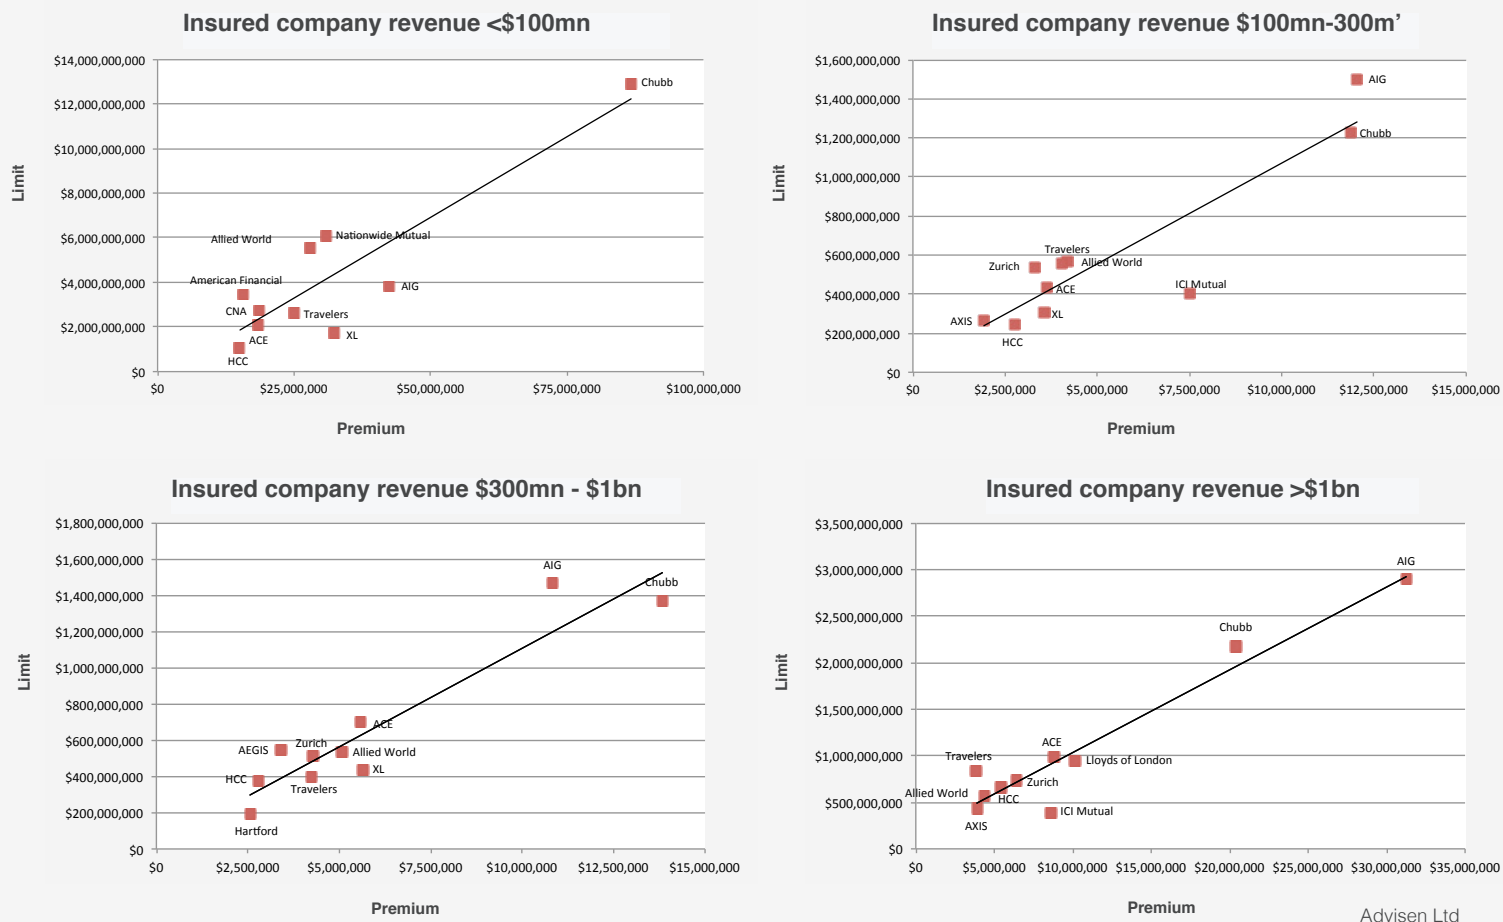 Insured company revenue <$100mn
$14,000,000,000
$12,000,000,000
$10,000,000,000
$8,000,000,000
$6,000,000,000
$4,000,000,000
$2,000,000,000
$0
Limit
Chubb
Nationwide Mutual
Allied World
American Financial
AIG
CNA
Travelers
ACE
XL
HCC
$0
$25,000,000
$50,000,000
$75,000,000
$100,000,000
Premium
Insured company revenue $100mn-300m’
$1,600,000,000
$1,400,000,000
$1,200,000,000
$1,000,000,000
$800,000,000
$600,000,000
$400,000,000
$200,000,000
$0
Limit
AIG
Chubb
Travelers
Zurich
Allied World
ICI Mutual
ACE
AXIS
XL
HCC
$0
$2,500,000
$5,000,000
$7,500,000
$10,000,000
$12,500,000
$15,000,000
Premium
Insured company revenue $300mn - $1bn
$1,800,000,000
$1,600,000,000
$1,400,000,000
$1,200,000,000
$1,000,000,000
$800,000,000
$600,000,000
$400,000,000
$200,000,000
$0
Limit
AIG
Chubb
ACE
AEGIS
Zurich
Allied World
XL
HCC
Travelers
Hartford
$0
$2,500,000
$5,000,000
$7,500,000
$10,000,000
$12,500,000
$15,000,000
Premium
Insured company revenue >$1bn
$3,500,000,000
$3,000,000,000
$2,500,000,000
$2,000,000,000
$1,500,000,000
$1,000,000,000
$500,000,000
$0
Limit
AIG
Chubb
ACE
Travelers
Lloyds of London
Zurich
Allied World
HCC
ICI Mutual
AXIS
$0
$5,000,000
$10,000,000
$15,000,000
$20,000,000
$25,000,000
$30,000,000
$35,000,000
Premium
Advisen Ltd